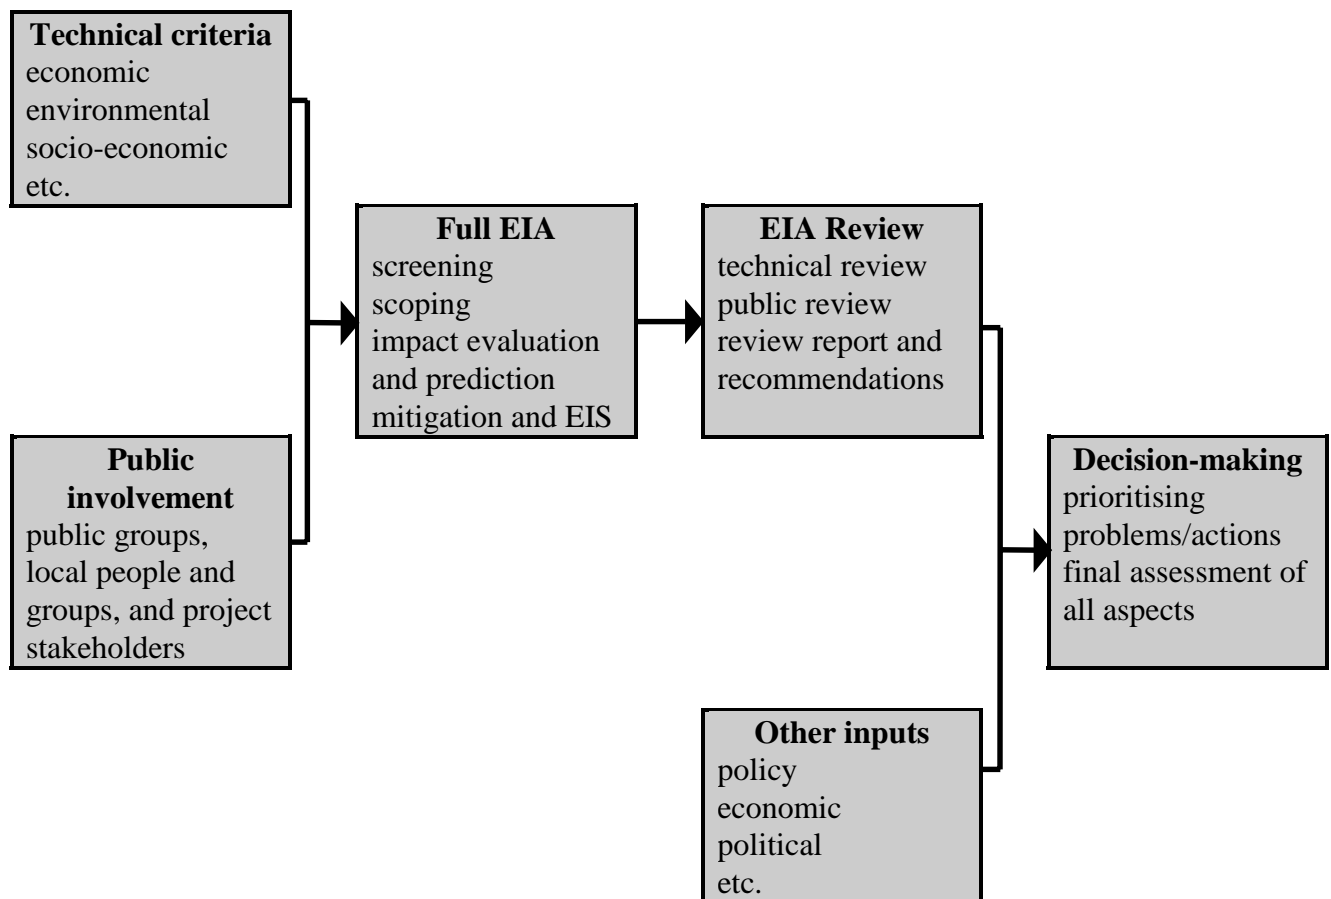 Technical criteria
economic
environmental
socio-economic
etc.
Public
involvement
public groups,
local people and
groups, and project
stakeholders
Full EIA
screening
scoping
impact evaluation
and prediction
mitigation and EIS
EIA Review
technical review
public review
review report and
recommendations
Other inputs
policy
economic
political
etc.
Decision-making
prioritising
problems/actions
final assessment of
all aspects